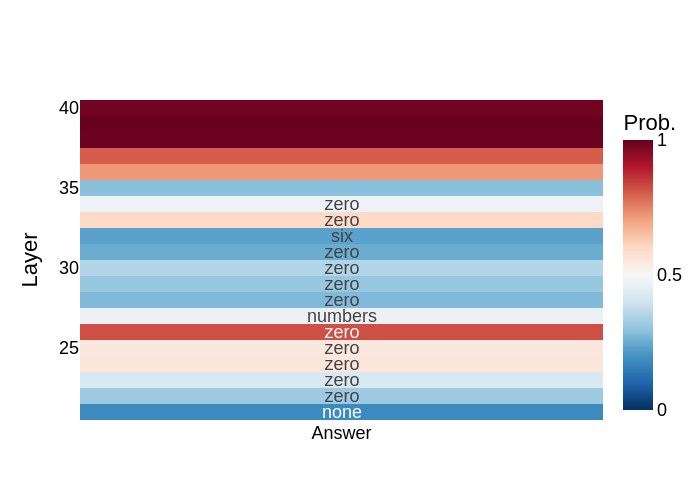 40
35
30
25
Layer
zero
zero
six
zero
zero
zero
zero
numbers
zero
zero
zero
zero
zero
none
Answer
Prob.
1
0.5
0